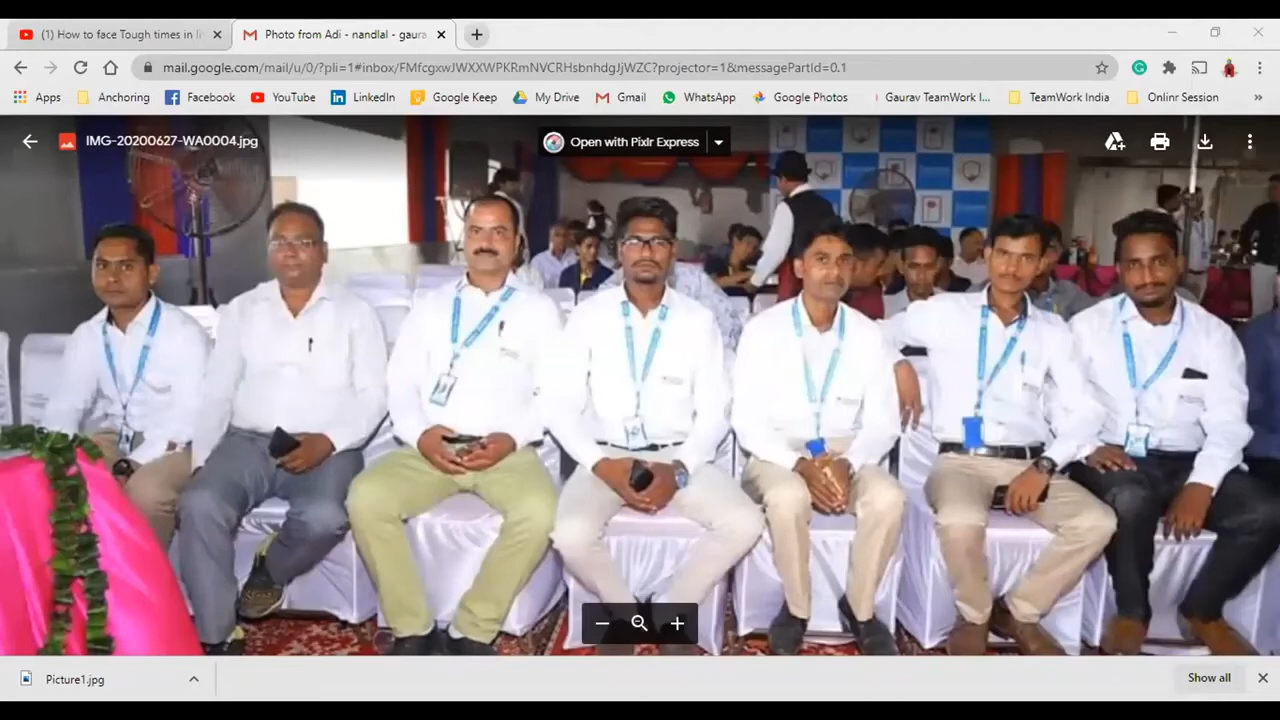 (1) How to face Tough times in li
Photo from Adi - nandlal - gaura
mail.google.com/mail/u/0/?pli=1#inbox/FMfcgxwJWXXWPKRmNVCRHsbnhdgJjWZC?projector=1&messagePartId=0.1
Apps Anchoring Facebook YouTube LinkedIn Google Keep My Drive Gmail WhatsApp Google Photos Gaurav TeamWork I... TeamWork India Onlinr Session »
IMG-20200627-WA0004.jpg
Open with Pixlr Express
Picture1.jpg
Show all